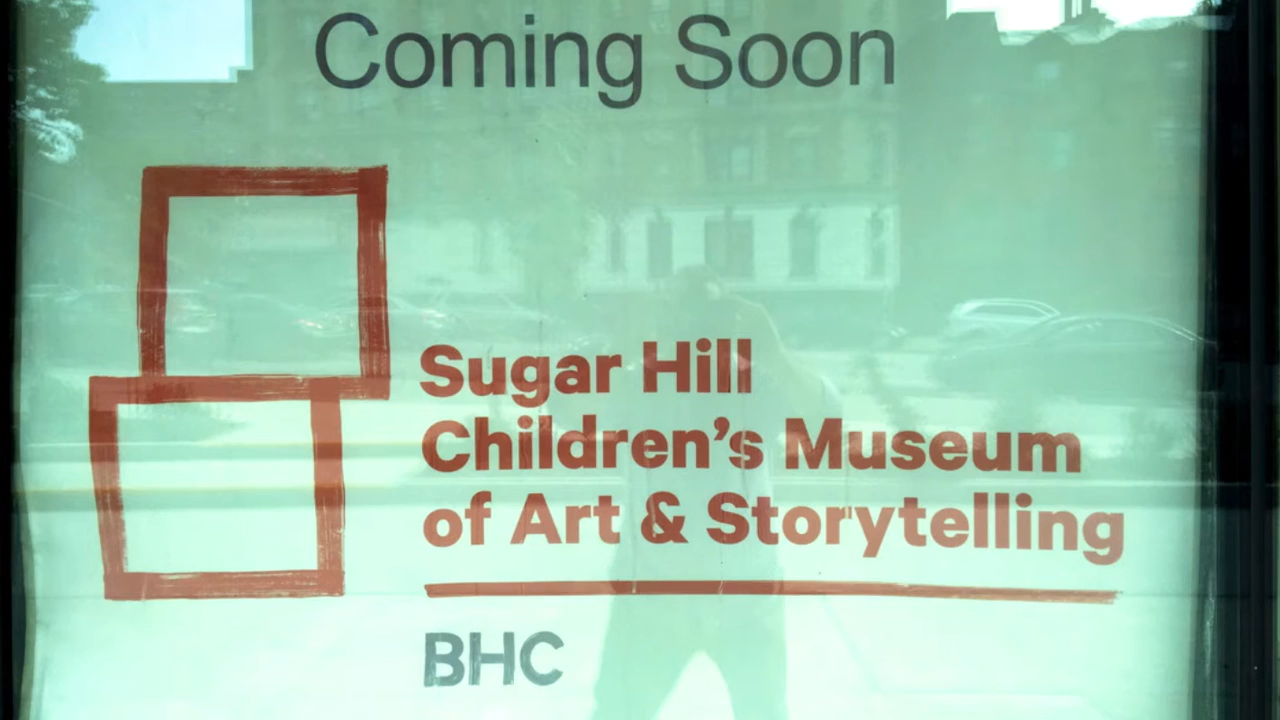 Coming Soon
Sugar Hill
Children's Museum
of Art & Storytelling
BHC